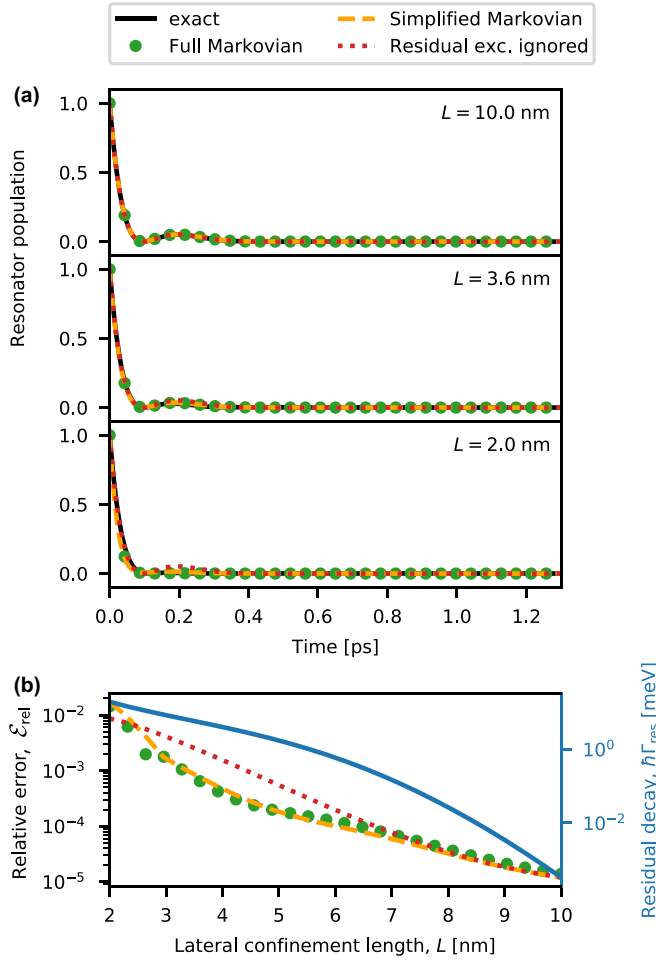 exact
Simplified Markovian
Full Markovian
Residual exc. ignored
(a)
Resonator population
1.0
0.5
0.0
L = 10.0 nm
1.0
0.5
0.0
L = 3.6 nm
1.0
0.5
0.0
L = 2.0 nm
0.0 0.2 0.4 0.6 0.8 1.0 1.2
Time [ps]
(b)
Relative error, ℰrel
10⁻²
10⁻³
10⁻⁴
10⁻⁵
10⁰
10⁻²
Residual decay, ℏΓres [meV]
2 3 4 5 6 7 8 9 10
Lateral confinement length, L [nm]